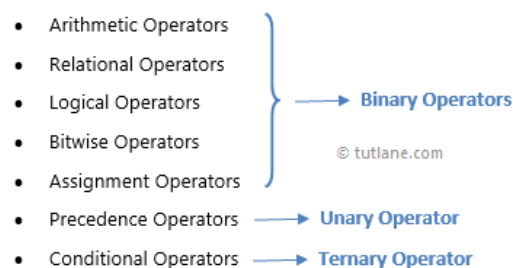 • Arithmetic Operators
• Relational Operators
• Logical Operators
Binary Operators
• Bitwise Operators
© tutlane.com
• Assignment Operators
• Precedence Operators Unary Operator
• Conditional Operators Ternary Operator